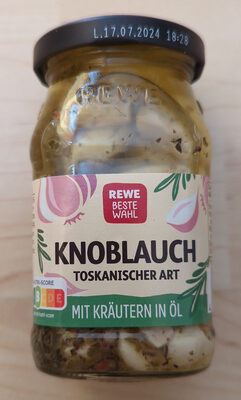 L.17.07.2024 18:28
REWE
REWE
BESTE
WAHL
KNOBLAUCH
TOSKANISCHER ART
MIT KRÄUTERN IN ÖL